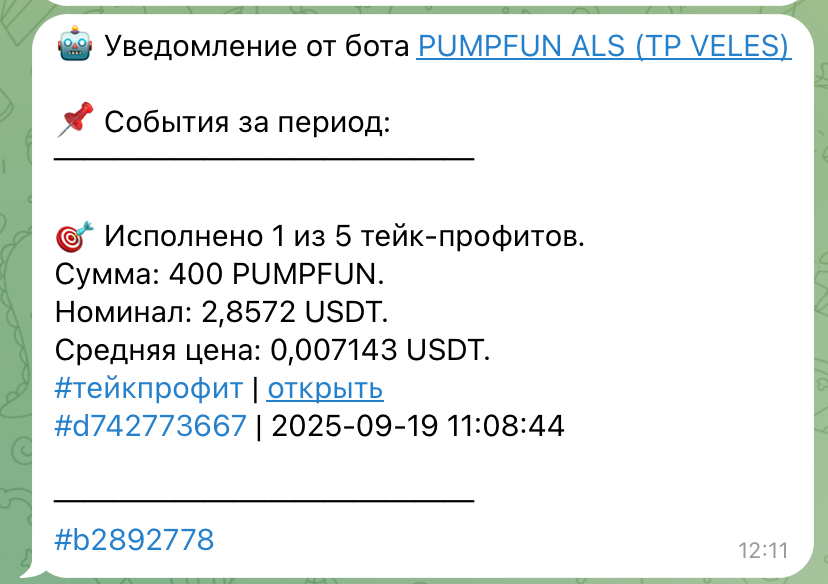 🤖 Уведомление от бота PUMPFUN ALS (TP VELES)
📌 События за период:
🎯 Исполнено 1 из 5 тейк-профитов.
Сумма: 400 PUMPFUN.
Номинал: 2,8572 USDT.
Средняя цена: 0,007143 USDT.
#тейкпрофит | открыть
#d742773667 | 2025-09-19 11:08:44
#b2892778
12:11